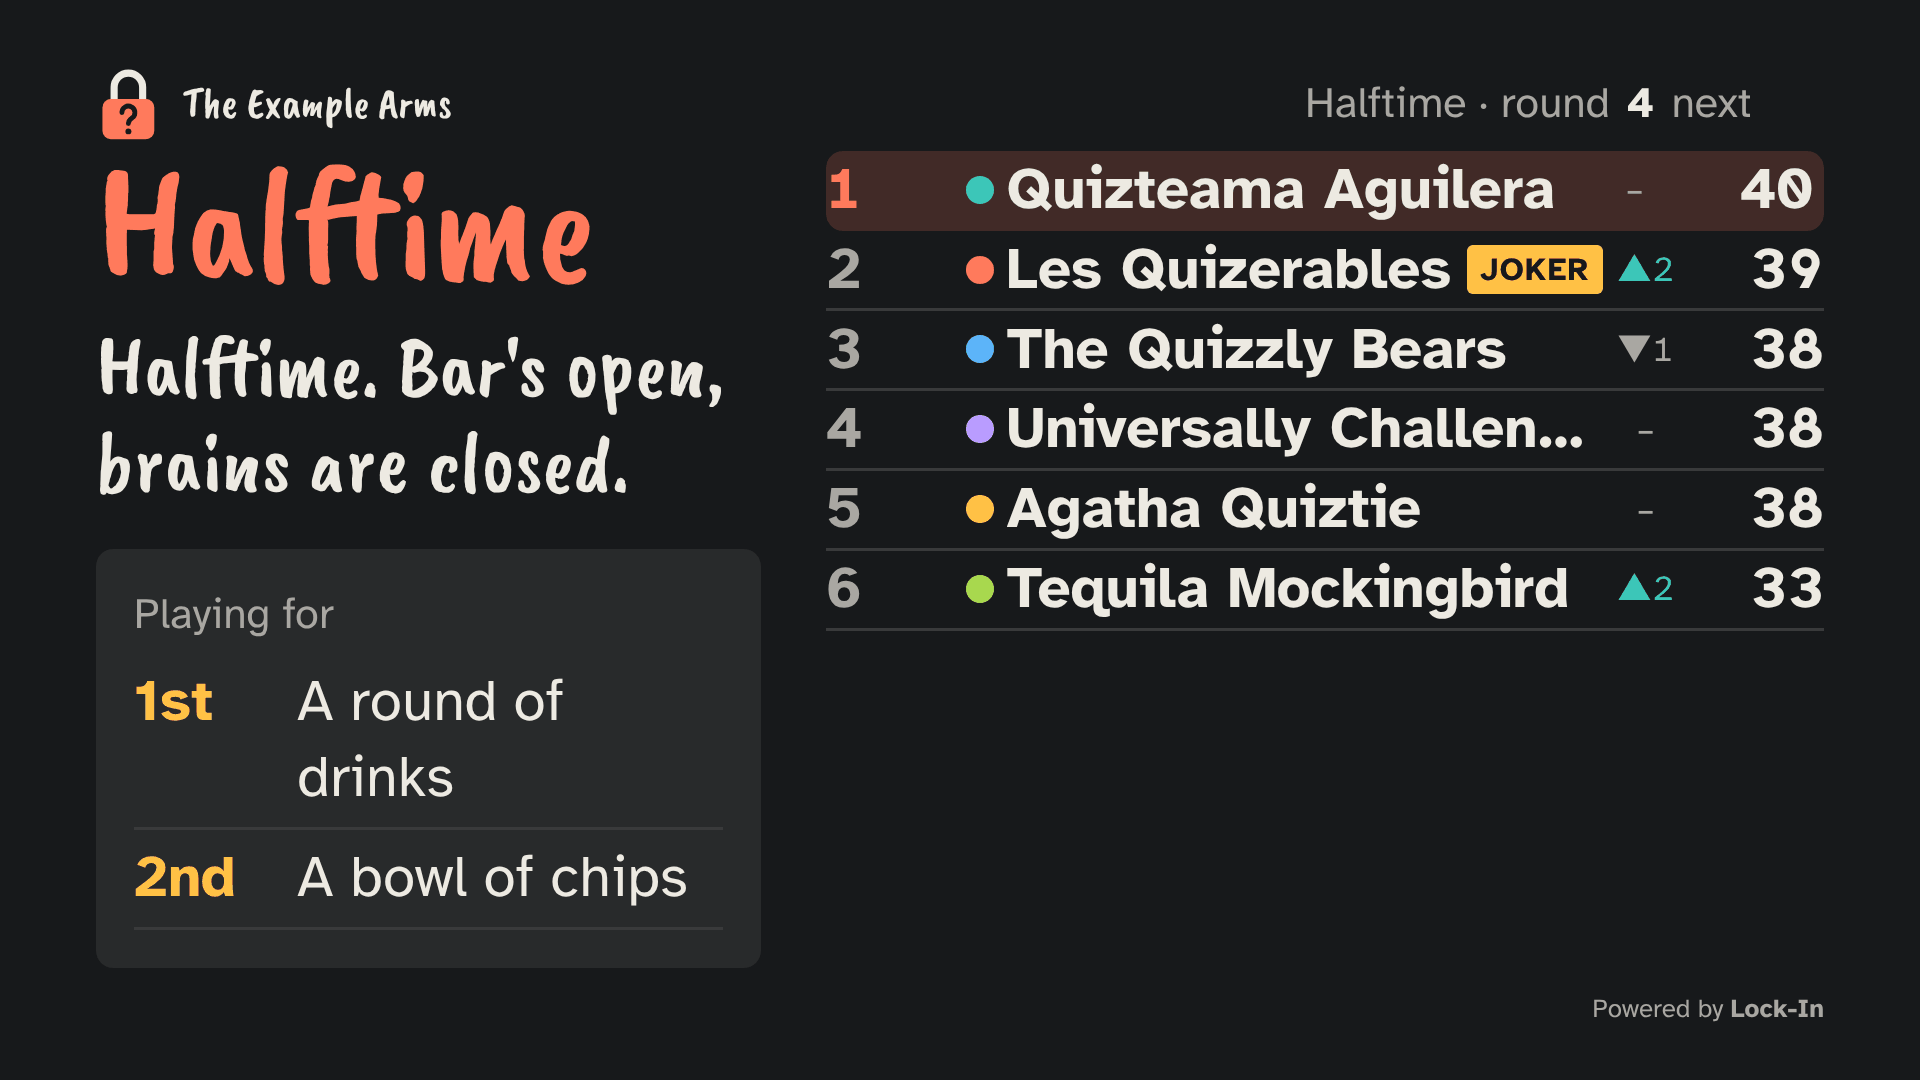 ?
The Example Arms
Halftime · round 4 next
Halftime
Halftime. Bar's open,
brains are closed.
Playing for
1st A round of
drinks
2nd A bowl of chips
1 Quizteama Aguilera - 40
2 Les Quizerables JOKER ▲2 39
3 The Quizzly Bears ▼1 38
4 Universally Challen... - 38
5 Agatha Quiztie - 38
6 Tequila Mockingbird ▲2 33
Powered by Lock-In